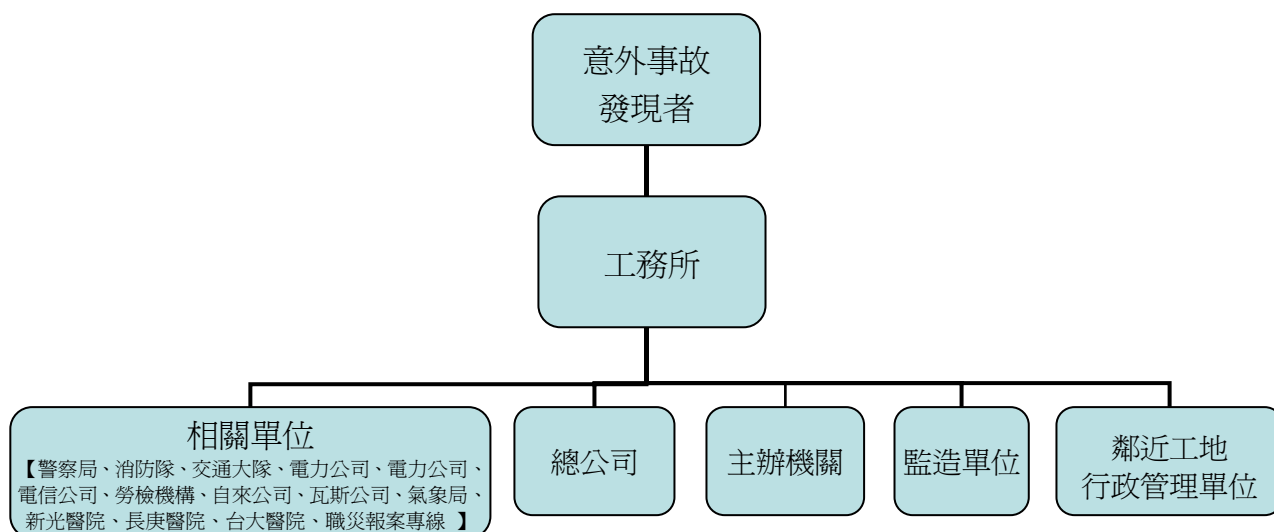 意外事故
發現者
工務所
相關單位
【警察局、消防隊、交通大隊、電力公司、電力公司、
電信公司、勞檢機構、自來公司、瓦斯公司、氣象局、
新光醫院、長庚醫院、台大醫院、職災報案專線 】
總公司
主辦機關
監造單位
鄰近工地
行政管理單位